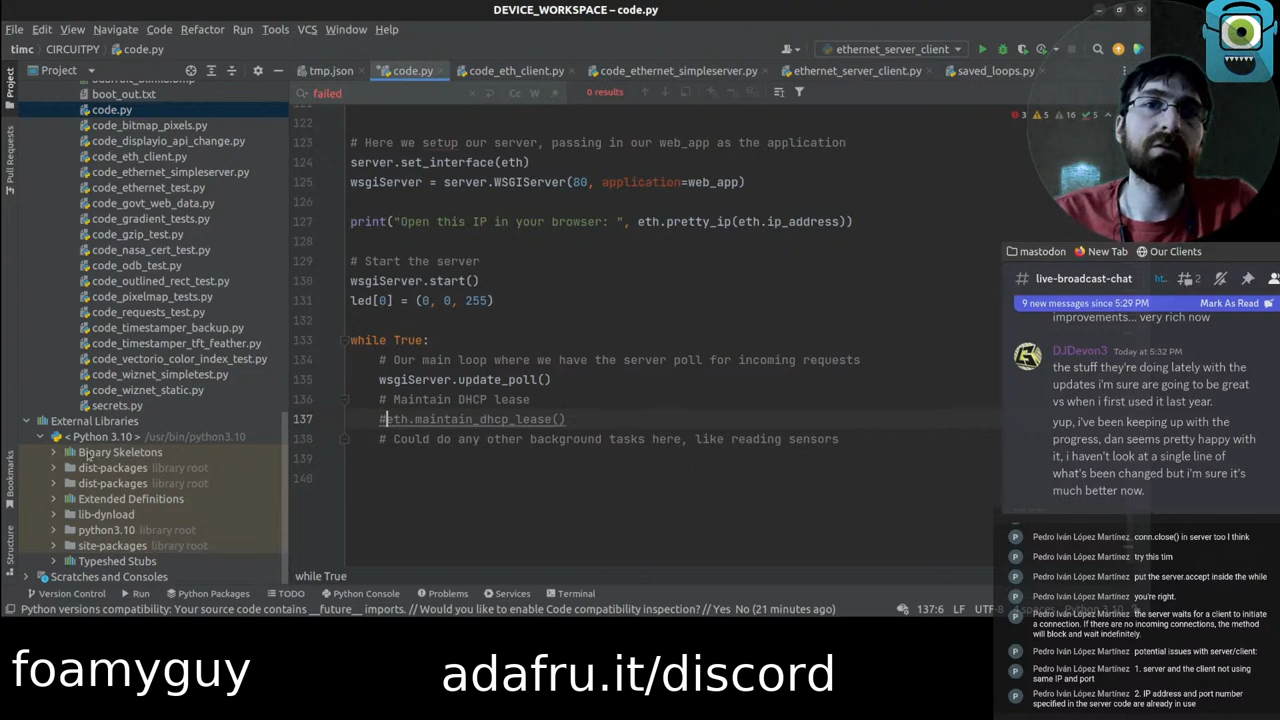 DEVICE_WORKSPACE – code.py
File Edit View Navigate Code Refactor Run Tools VCS Window Help
timc CIRCUITPY code.py
ethernet_server_client
Project
tmp.json code.py code_eth_client.py code_ethernet_simpleserver.py ethernet_server_client.py saved_loops.py
failed Cc W .* 0 results
Project
Pull Requests
Bookmarks
Structure
boot_out.txt
code.py
code_bitmap_pixels.py
code_displayio_api_change.py
code_eth_client.py
code_ethernet_simpleserver.py
code_ethernet_test.py
code_govt_web_data.py
code_gradient_tests.py
code_gzip_test.py
code_nasa_cert_test.py
code_odb_test.py
code_outlined_rect_test.py
code_pixelmap_tests.py
code_requests_test.py
code_timestamper_backup.py
code_timestamper_tft_feather.py
code_vectorio_color_index_test.py
code_wiznet_simpletest.py
code_wiznet_static.py
secrets.py
External Libraries
< Python 3.10 > /usr/bin/python3.10
Binary Skeletons
dist-packages library root
dist-packages library root
Extended Definitions
lib-dynload
python3.10 library root
site-packages library root
Typeshed Stubs
Scratches and Consoles
3 5 16 5
122
123 # Here we setup our server, passing in our web_app as the application
124 server.set_interface(eth)
125 wsgiServer = server.WSGIServer(80, application=web_app)
126
127 print("Open this IP in your browser: ", eth.pretty_ip(eth.ip_address))
128
129 # Start the server
130 wsgiServer.start()
131 led[0] = (0, 0, 255)
132
133 while True:
134 # Our main loop where we have the server poll for incoming requests
135 wsgiServer.update_poll()
136 # Maintain DHCP lease
137 #eth.maintain_dhcp_lease()
138 # Could do any other background tasks here, like reading sensors
139
140
while True
Version Control Run Python Packages TODO Python Console Problems Services Terminal
Python versions compatibility: Your source code contains __future__ imports. // Would you like to enable Code compatibility inspection? // Yes No (21 minutes ago) 137:6 LF UTF-8
mastodon New Tab Our Clients
# live-broadcast-chat ht... 2
9 new messages since 5:29 PM Mark As Read
improvements... very rich now
DJDevon3 Today at 5:32 PM
the stuff they're doing lately with the
updates i'm sure are going to be great
vs when i first used it last year.
yup, i've been keeping up with the
progress, dan seems pretty happy with
it, i haven't look at a single line of
what's been changed but i'm sure it's
much better now.
P Pedro Iván López Martínez conn.close() in server too I think
P Pedro Iván López Martínez try this tim
P Pedro Iván López Martínez put the server.accept inside the while
P Pedro Iván López Martínez you're right.
P Pedro Iván López Martínez the server waits for a client to initiate
a connection. If there are no incoming connections, the method
will block and wait indefinitely.
P Pedro Iván López Martínez potential issues with server/client:
P Pedro Iván López Martínez 1. server and the client not using
same IP and port
P Pedro Iván López Martínez 2. IP address and port number
specified in the server code are already in use
foamyguy adafru.it/discord